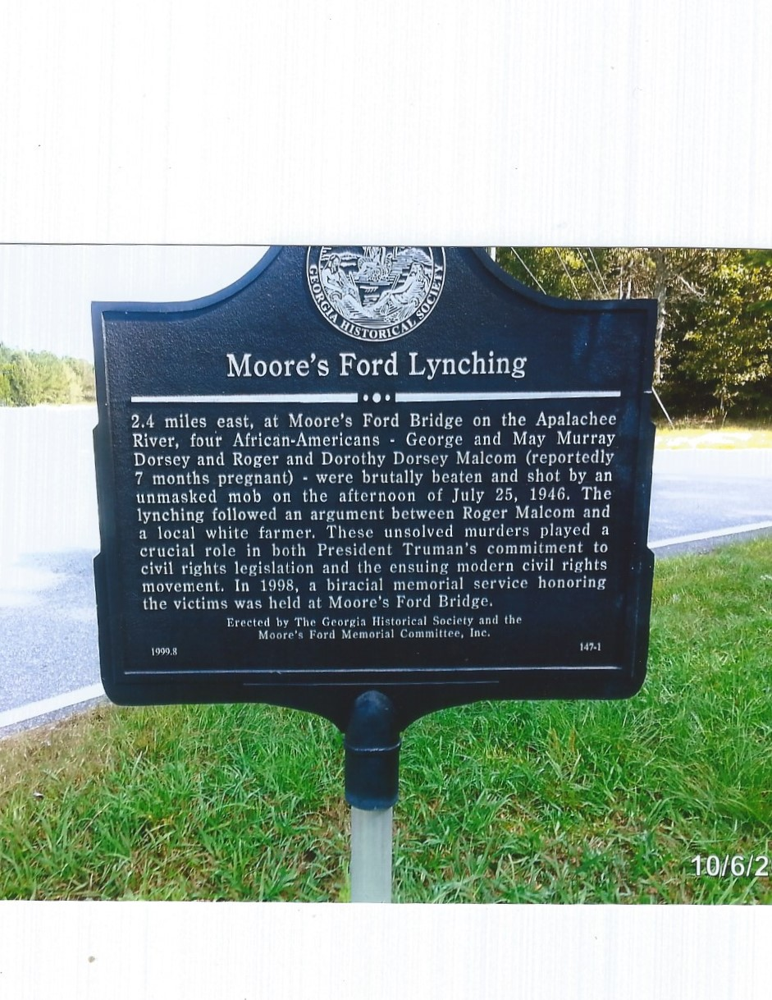 GEORGIA HISTORICAL SOCIETY
Moore's Ford Lynching
2.4 miles east, at Moore's Ford Bridge on the Apalachee
River, four African-Americans - George and May Murray
Dorsey and Roger and Dorothy Dorsey Malcom (reportedly
7 months pregnant) - were brutally beaten and shot by an
unmasked mob on the afternoon of July 25, 1946. The
lynching followed an argument between Roger Malcom and
a local white farmer. These unsolved murders played a
crucial role in both President Truman's commitment to
civil rights legislation and the ensuing modern civil rights
movement. In 1998, a biracial memorial service honoring
the victims was held at Moore's Ford Bridge.
Erected by The Georgia Historical Society and the
Moore's Ford Memorial Committee, Inc.
1999.8 147-1
10/6/2